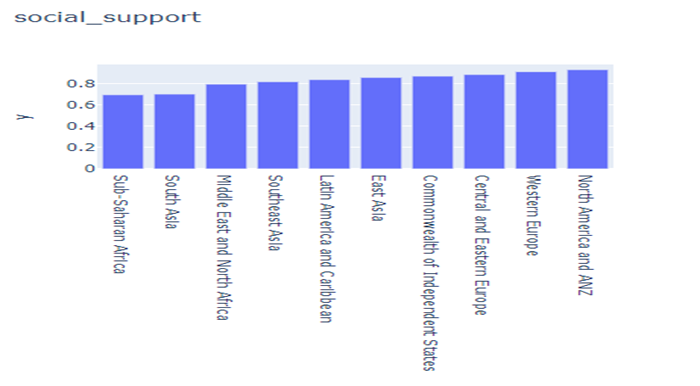 social_support
y
0.8
0.6
0.4
0.2
0
Sub-Saharan Africa
South Asia
Middle East and North Africa
Southeast Asia
Latin America and Caribbean
East Asia
Commonwealth of Independent States
Central and Eastern Europe
Western Europe
North America and ANZ